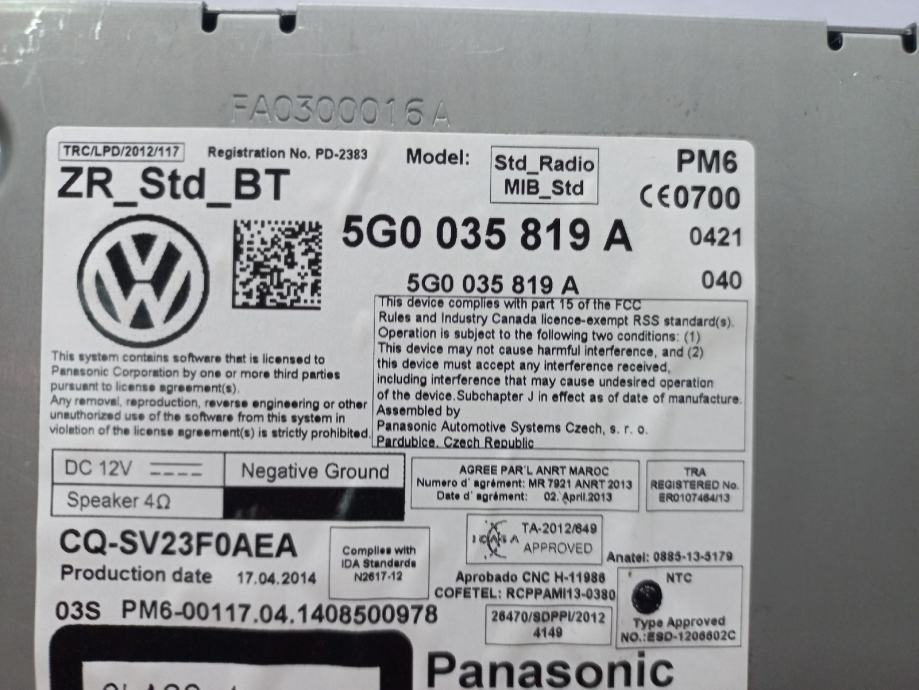 FA0300016A
TRC/LPD/2012/117 Registration No. PD-2383 Model: Std_Radio MIB_Std PM6
ZR_Std_BT
CE0700
5G0 035 819 A 0421
5G0 035 819 A 040
This device complies with part 15 of the FCC
Rules and Industry Canada licence-exempt RSS standard(s).
Operation is subject to the following two conditions: (1)
This device may not cause harmful interference, and (2)
this device must accept any interference received,
including interference that may cause undesired operation
of the device.Subchapter J in effect as of date of manufacture.
Assembled by
Panasonic Automotive Systems Czech, s. r. o.
Pardubice, Czech Republic
This system contains software that is licensed to
Panasonic Corporation by one or more third parties
pursuant to license agreement(s).
Any removal, reproduction, reverse engineering or other
unauthorized use of the software from this system in
violation of the license agreement(s) is strictly prohibited.
DC 12V Negative Ground
Speaker 4Ω
AGREE PAR'L ANRT MAROC
Numero d'agrément: MR 7921 ANRT 2013
Date d'agrément: 02. April.2013
TRA
REGISTERED No.
ER0107464/13
CQ-SV23F0AEA
Production date 17.04.2014
Complies with
IDA Standards
N2617-12
ICASA
TA-2012/649
APPROVED
Anatel: 0885-13-5179
Aprobado CNC H-11986
COFETEL: RCPPAMI13-0380
03S PM6-00117.04.1408500978
26470/SDPPI/2012
4149
NTC
Type Approved
NO.:ESD-1206602C
Panasonic